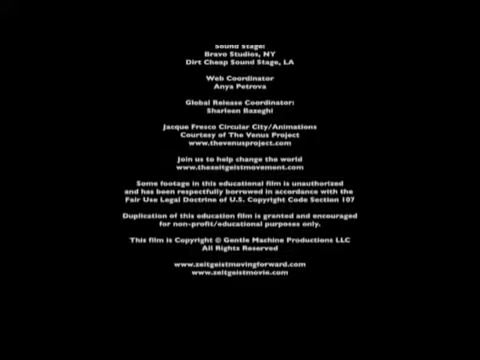 Sound Stage:
Bravo Studios, NY
Dirt Cheap Sound Stage, LA
Web Coordinator
Anya Petrova
Global Release Coordinator:
Sharleen Bazeghi
Jacque Fresco Circular City/Animations
Courtesy of The Venus Project
www.thevenusproject.com
Join us to help change the world
www.thezeitgeistmovement.com
Some footage in this educational film is unauthorized
and has been respectfully borrowed in accordance with the
Fair Use Legal Doctrine of U.S. Copyright Code Section 107
Duplication of this education film is granted and encouraged
for non-profit/educational purposes only.
This film is Copyright © Gentle Machine Productions LLC
All Rights Reserved
www.zeitgeistmovingforward.com
www.zeitgeistmovie.com